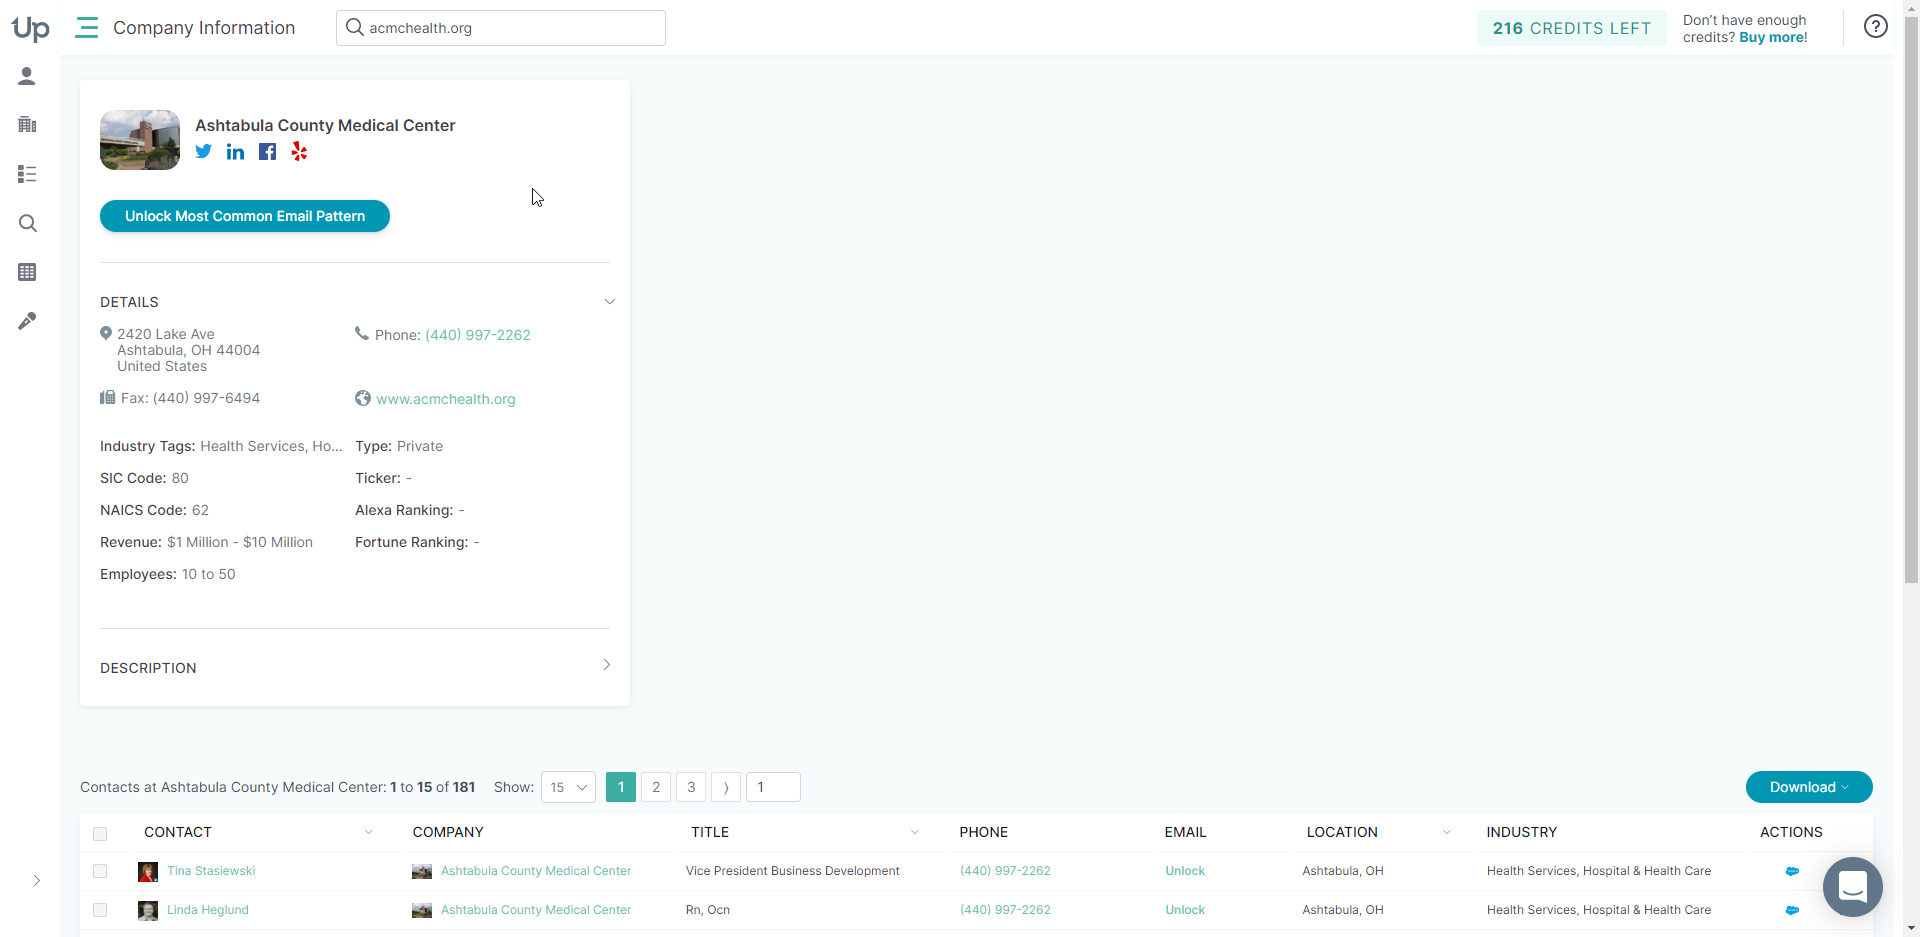 Up
Company Information
acmchealth.org
216 CREDITS LEFT
Don't have enough
credits? Buy more!
?
Ashtabula County Medical Center
Unlock Most Common Email Pattern
DETAILS
2420 Lake Ave
Ashtabula, OH 44004
United States
Phone: (440) 997-2262
Fax: (440) 997-6494
www.acmchealth.org
Industry Tags: Health Services, Ho...
Type: Private
SIC Code: 80
Ticker: -
NAICS Code: 62
Alexa Ranking: -
Revenue: $1 Million - $10 Million
Fortune Ranking: -
Employees: 10 to 50
DESCRIPTION
Contacts at Ashtabula County Medical Center: 1 to 15 of 181 Show: 15 1 2 3 ⟩ 1
Download
CONTACT COMPANY TITLE PHONE EMAIL LOCATION INDUSTRY ACTIONS
Tina Stasiewski Ashtabula County Medical Center Vice President Business Development (440) 997-2262 Unlock Ashtabula, OH Health Services, Hospital & Health Care
Linda Heglund Ashtabula County Medical Center Rn, Ocn (440) 997-2262 Unlock Ashtabula, OH Health Services, Hospital & Health Care